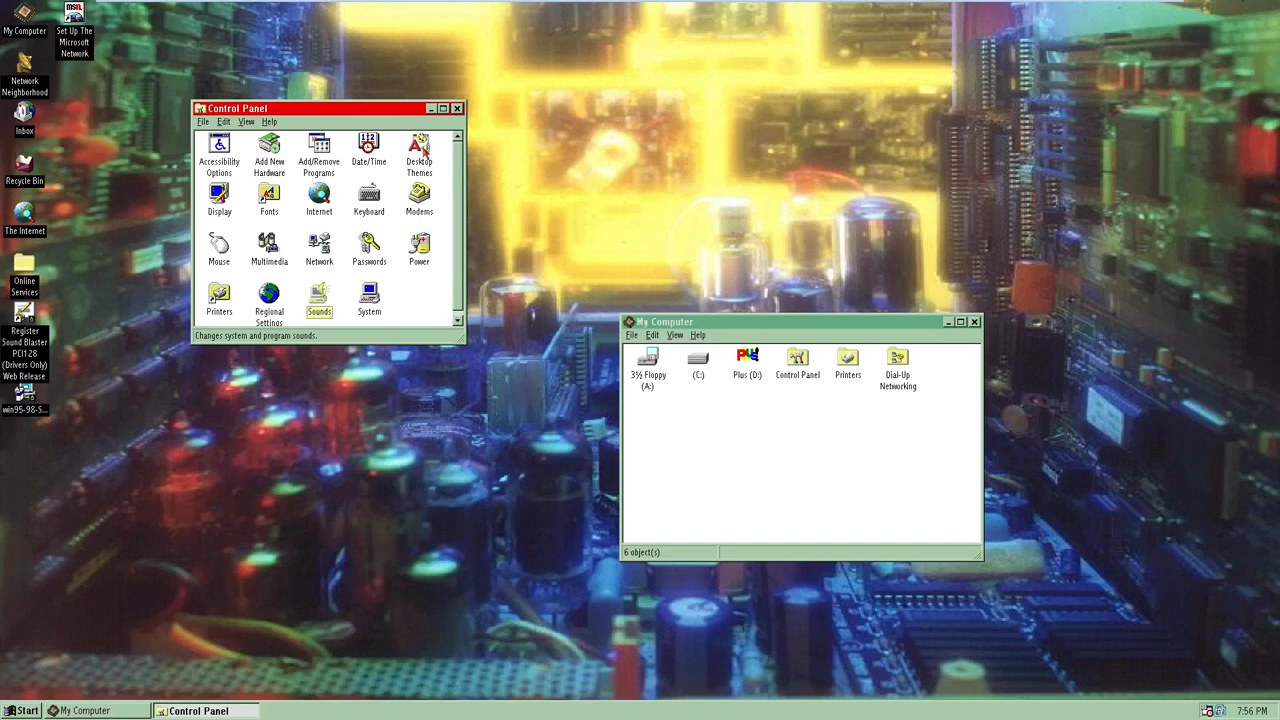 My Computer
Network
Neighborhood
Inbox
Recycle Bin
The Internet
Online
Services
Register
Sound Blaster
PCI128
(Drivers Only)
Web Release
win95-98-S...
MSN
Set Up The
Microsoft
Network
Control Panel
File Edit View Help
Accessibility
Options
Add New
Hardware
Add/Remove
Programs
Date/Time
Desktop
Themes
Display
Fonts
Internet
Keyboard
Modems
Mouse
Multimedia
Network
Passwords
Power
Printers
Regional
Settings
Sounds
System
Changes system and program sounds.
My Computer
File Edit View Help
3½ Floppy
(A:)
(C:)
Plus (D:)
Control Panel
Printers
Dial-Up
Networking
6 object(s)
Start
My Computer
Control Panel
7:56 PM